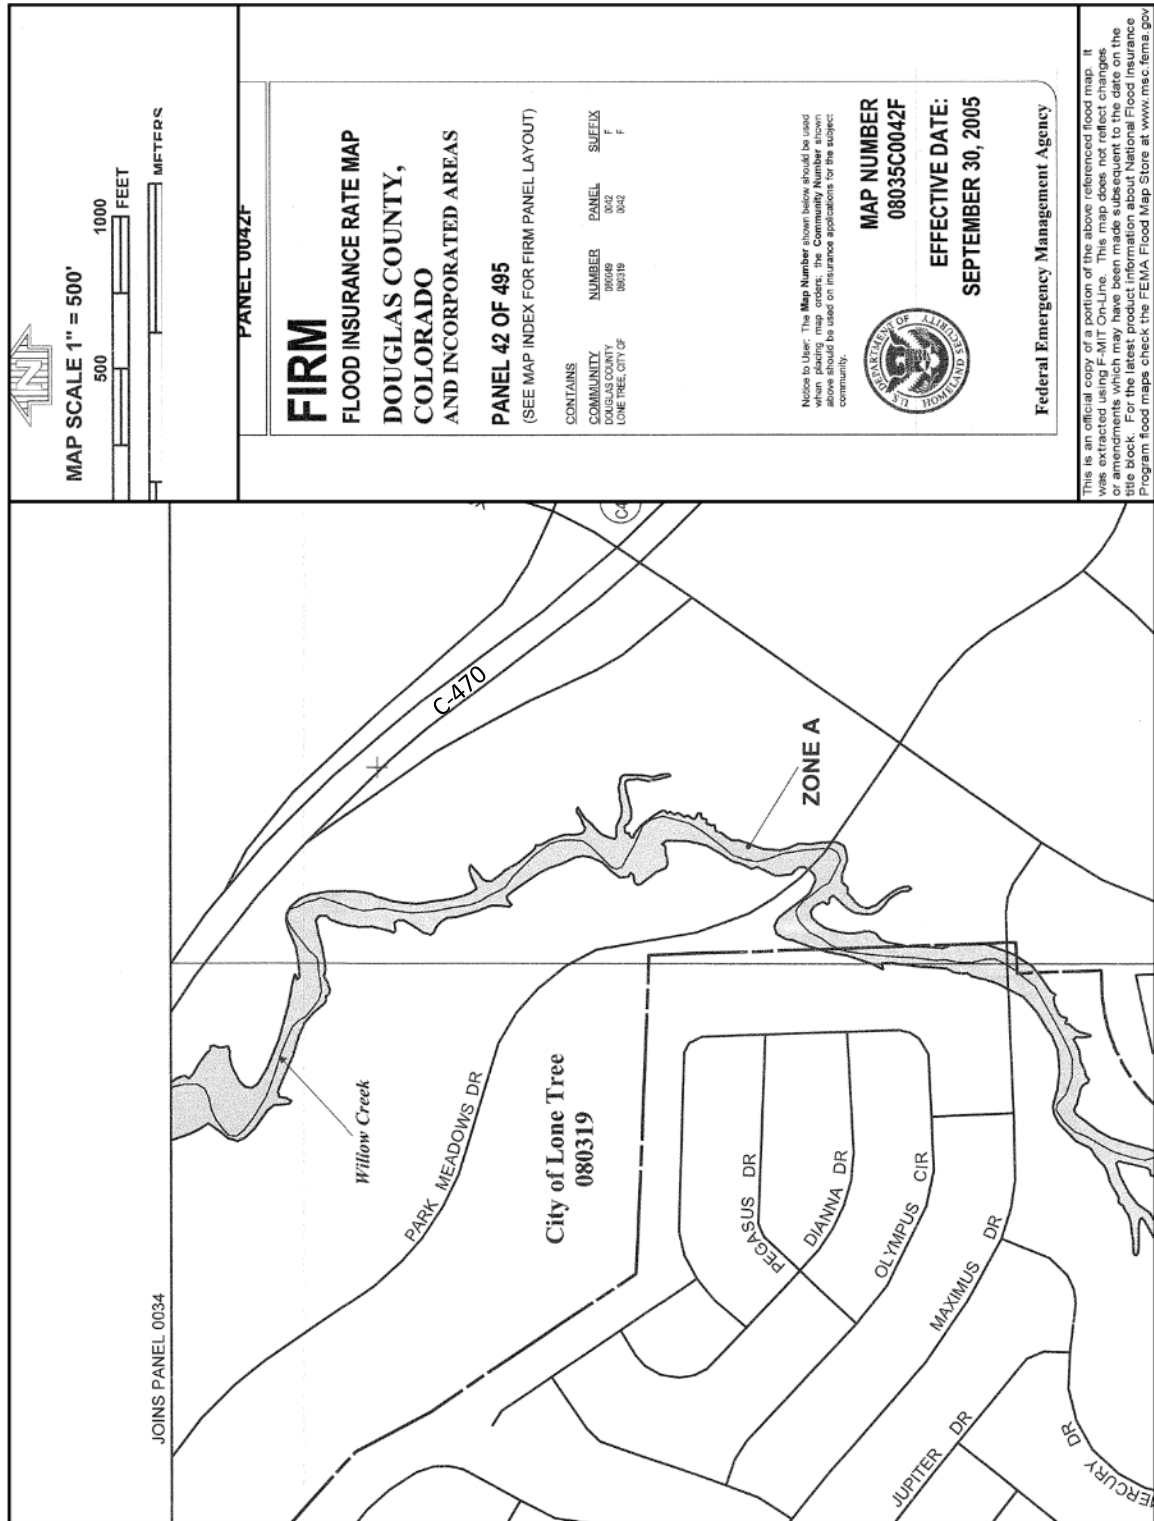 MAP SCALE 1" = 500'
500 1000
FEET
METERS
PANEL 0042F
FIRM
FLOOD INSURANCE RATE MAP
DOUGLAS COUNTY,
COLORADO
AND INCORPORATED AREAS
PANEL 42 OF 495
(SEE MAP INDEX FOR FIRM PANEL LAYOUT)
CONTAINS
COMMUNITY NUMBER PANEL SUFFIX
DOUGLAS COUNTY 080049 0042 F
LONE TREE, CITY OF 080319 0042 F
Notice to User: The Map Number shown below should be used
when placing map orders; the Community Number shown
above should be used on insurance applications for the subject
community.
U.S. DEPARTMENT OF HOMELAND SECURITY
MAP NUMBER
08035C0042F
EFFECTIVE DATE:
SEPTEMBER 30, 2005
Federal Emergency Management Agency
This is an official copy of a portion of the above referenced flood map. It
was extracted using F-MIT On-Line. This map does not reflect changes
or amendments which may have been made subsequent to the date on the
title block. For the latest product information about National Flood Insurance
Program flood maps check the FEMA Flood Map Store at www.msc.fema.gov
JOINS PANEL 0034
C-470
C4
ZONE A
Willow Creek
PARK MEADOWS DR
City of Lone Tree
080319
PEGASUS DR
DIANNA DR
OLYMPUS CIR
MAXIMUS DR
JUPITER DR
MERCURY DR